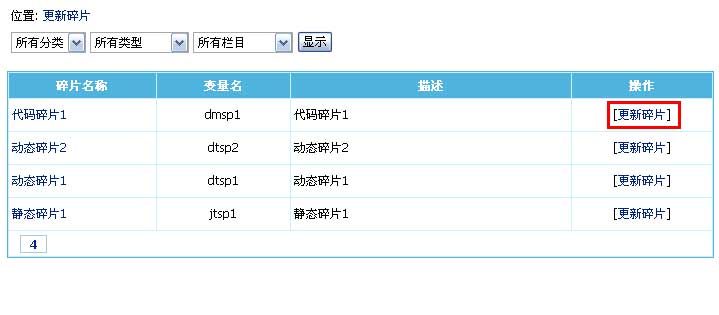 位置: 更新碎片
所有分类 所有类型 所有栏目 显示
碎片名称 变量名 描述 操作
代码碎片1 dmsp1 代码碎片1 [更新碎片]
动态碎片2 dtsp2 动态碎片2 [更新碎片]
动态碎片1 dtsp1 动态碎片1 [更新碎片]
静态碎片1 jtsp1 静态碎片1 [更新碎片]
4